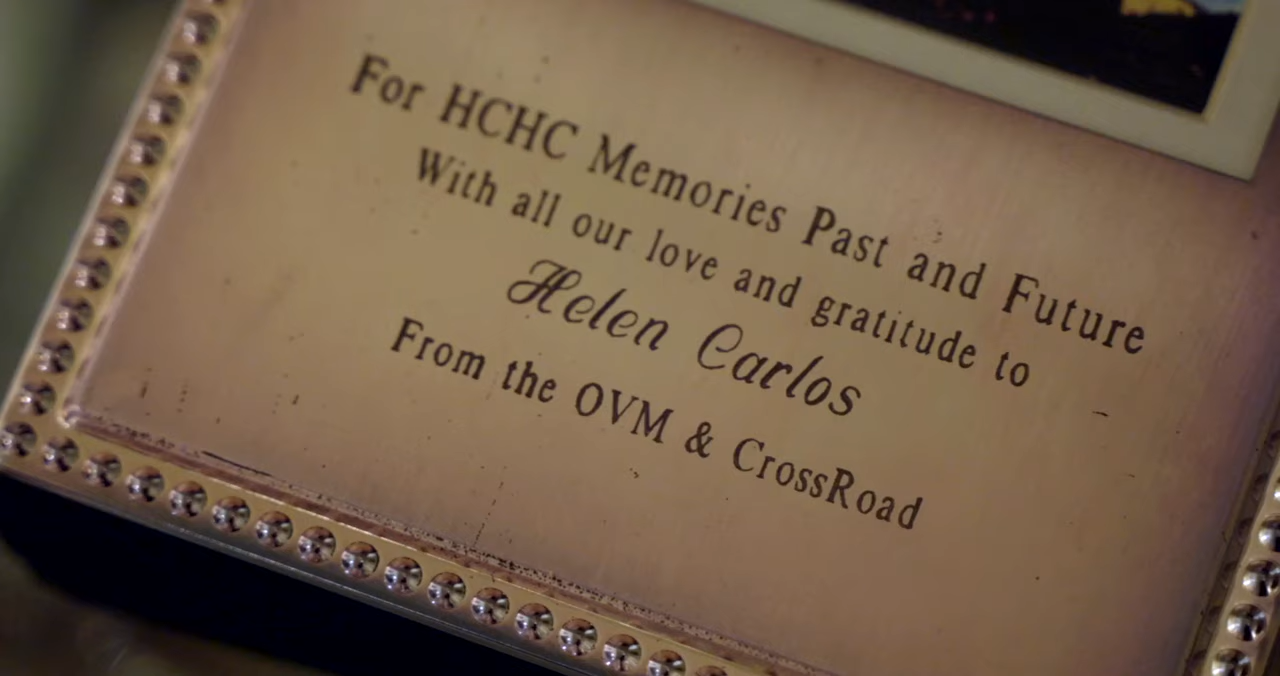 For HCHC Memories Past and Future
With all our love and gratitude to
Helen Carlos
From the OVM & CrossRoad